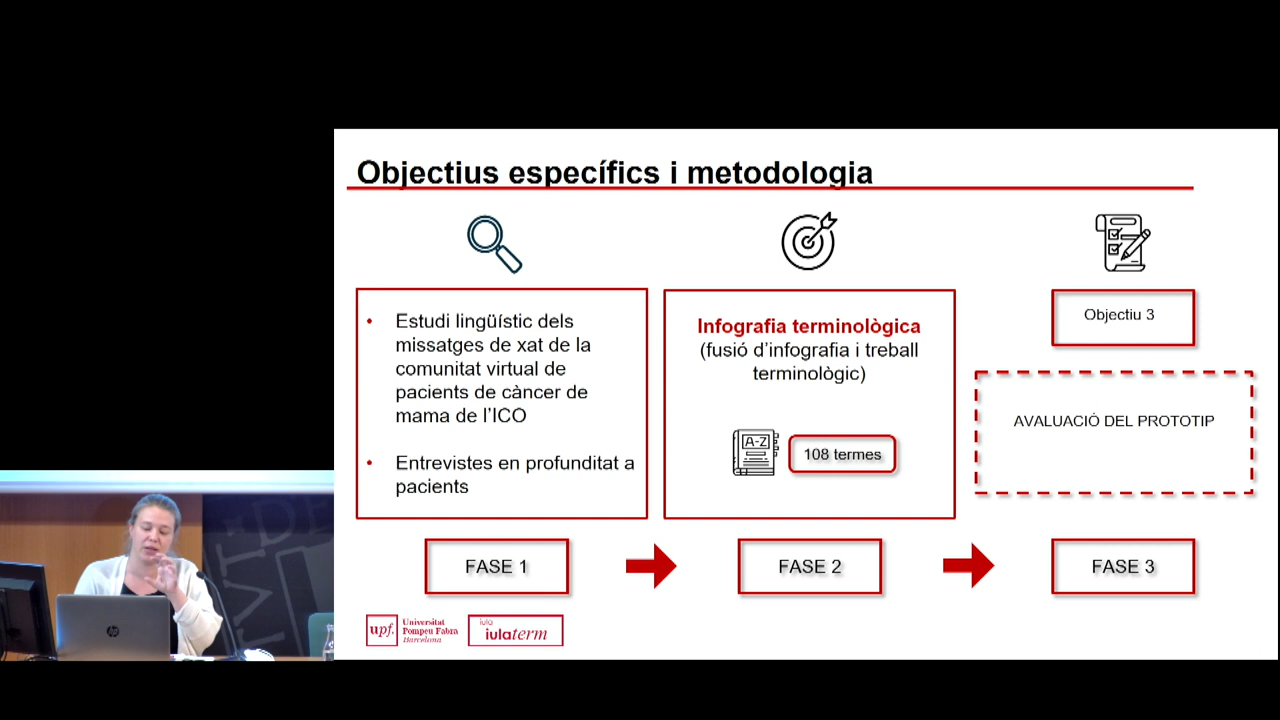 Objectius específics i metodologia
• Estudi lingüístic dels
missatges de xat de la
comunitat virtual de
pacients de càncer de
mama de l'ICO
• Entrevistes en profunditat a
pacients
Infografia terminològica
(fusió d'infografia i treball
terminològic)
A-Z
108 termes
Objectiu 3
AVALUACIÓ DEL PROTOTIP
FASE 1
FASE 2
FASE 3
upf.
Universitat
Pompeu Fabra
Barcelona
iula
iulaterm
hp